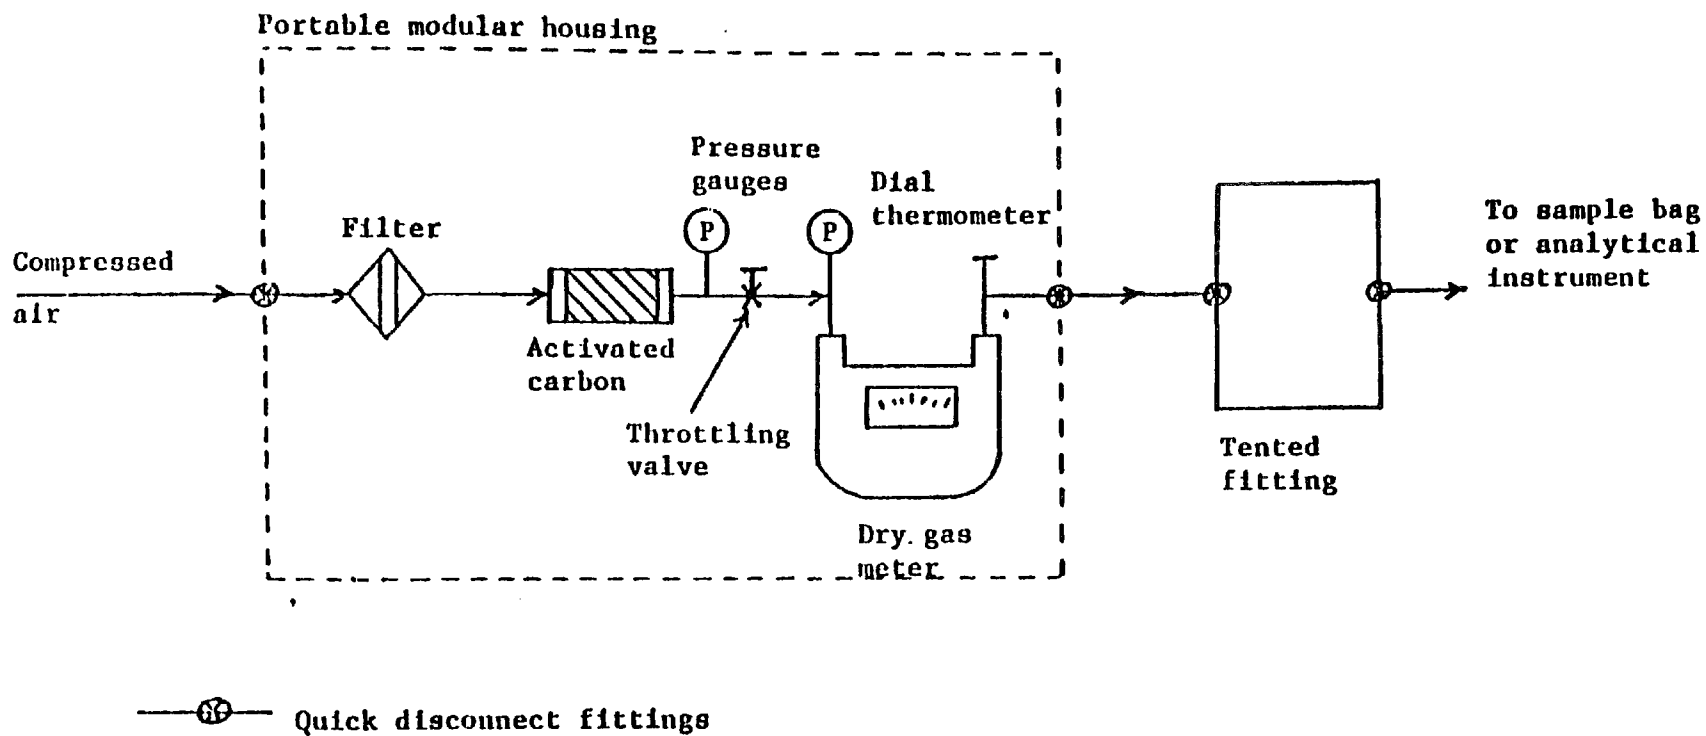 Portable modular housing
Pressure
gauges
Dial
thermometer
Filter
P
P
To sample bag
or analytical
instrument
Compressed
air
Activated
carbon
Throttling
valve
Tented
fitting
Dry. gas
meter
Quick disconnect fittings